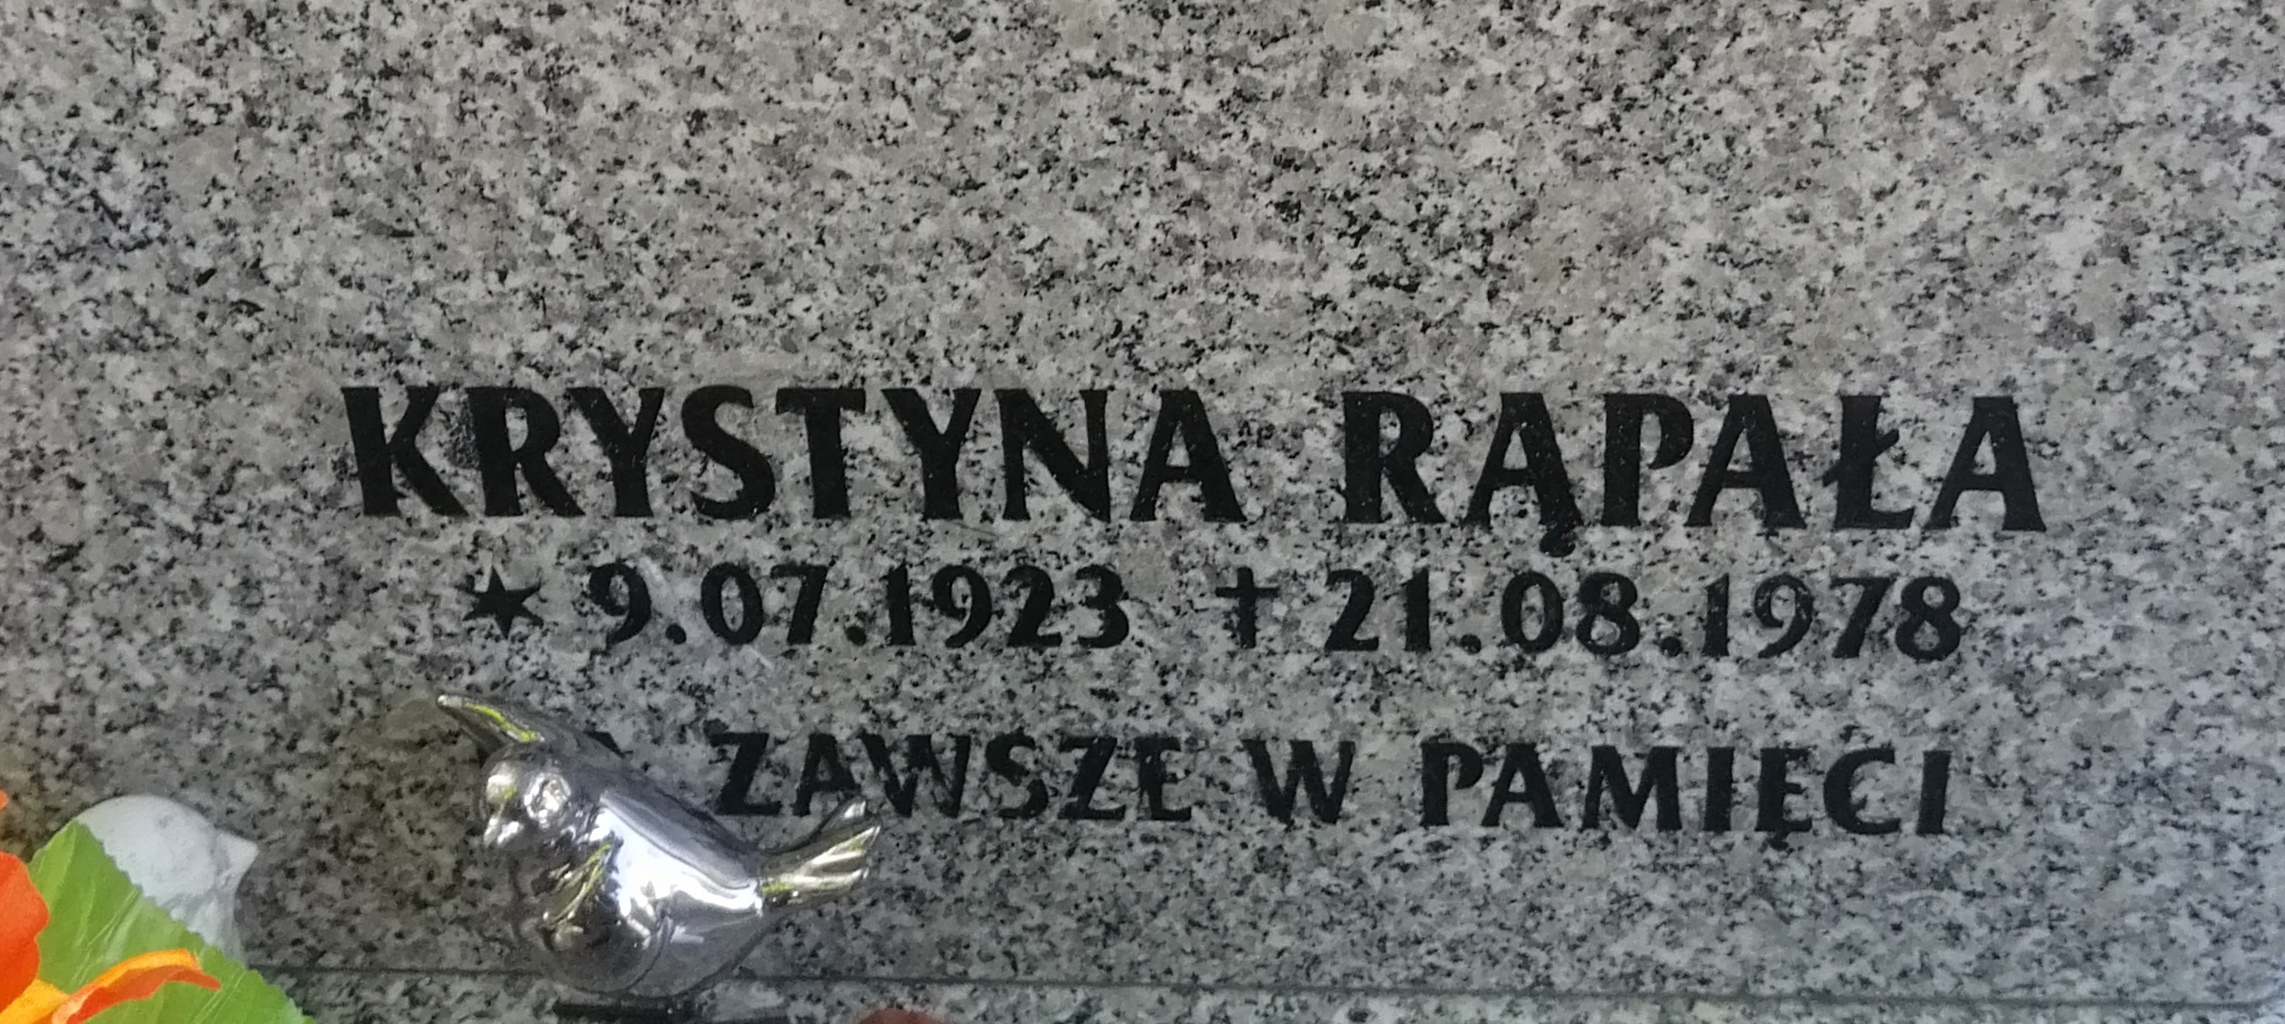 KRYSTYNA RĄPAŁA
★ 9.07.1923 ✝ 21.08.1978
ZAWSZE W PAMIĘCI